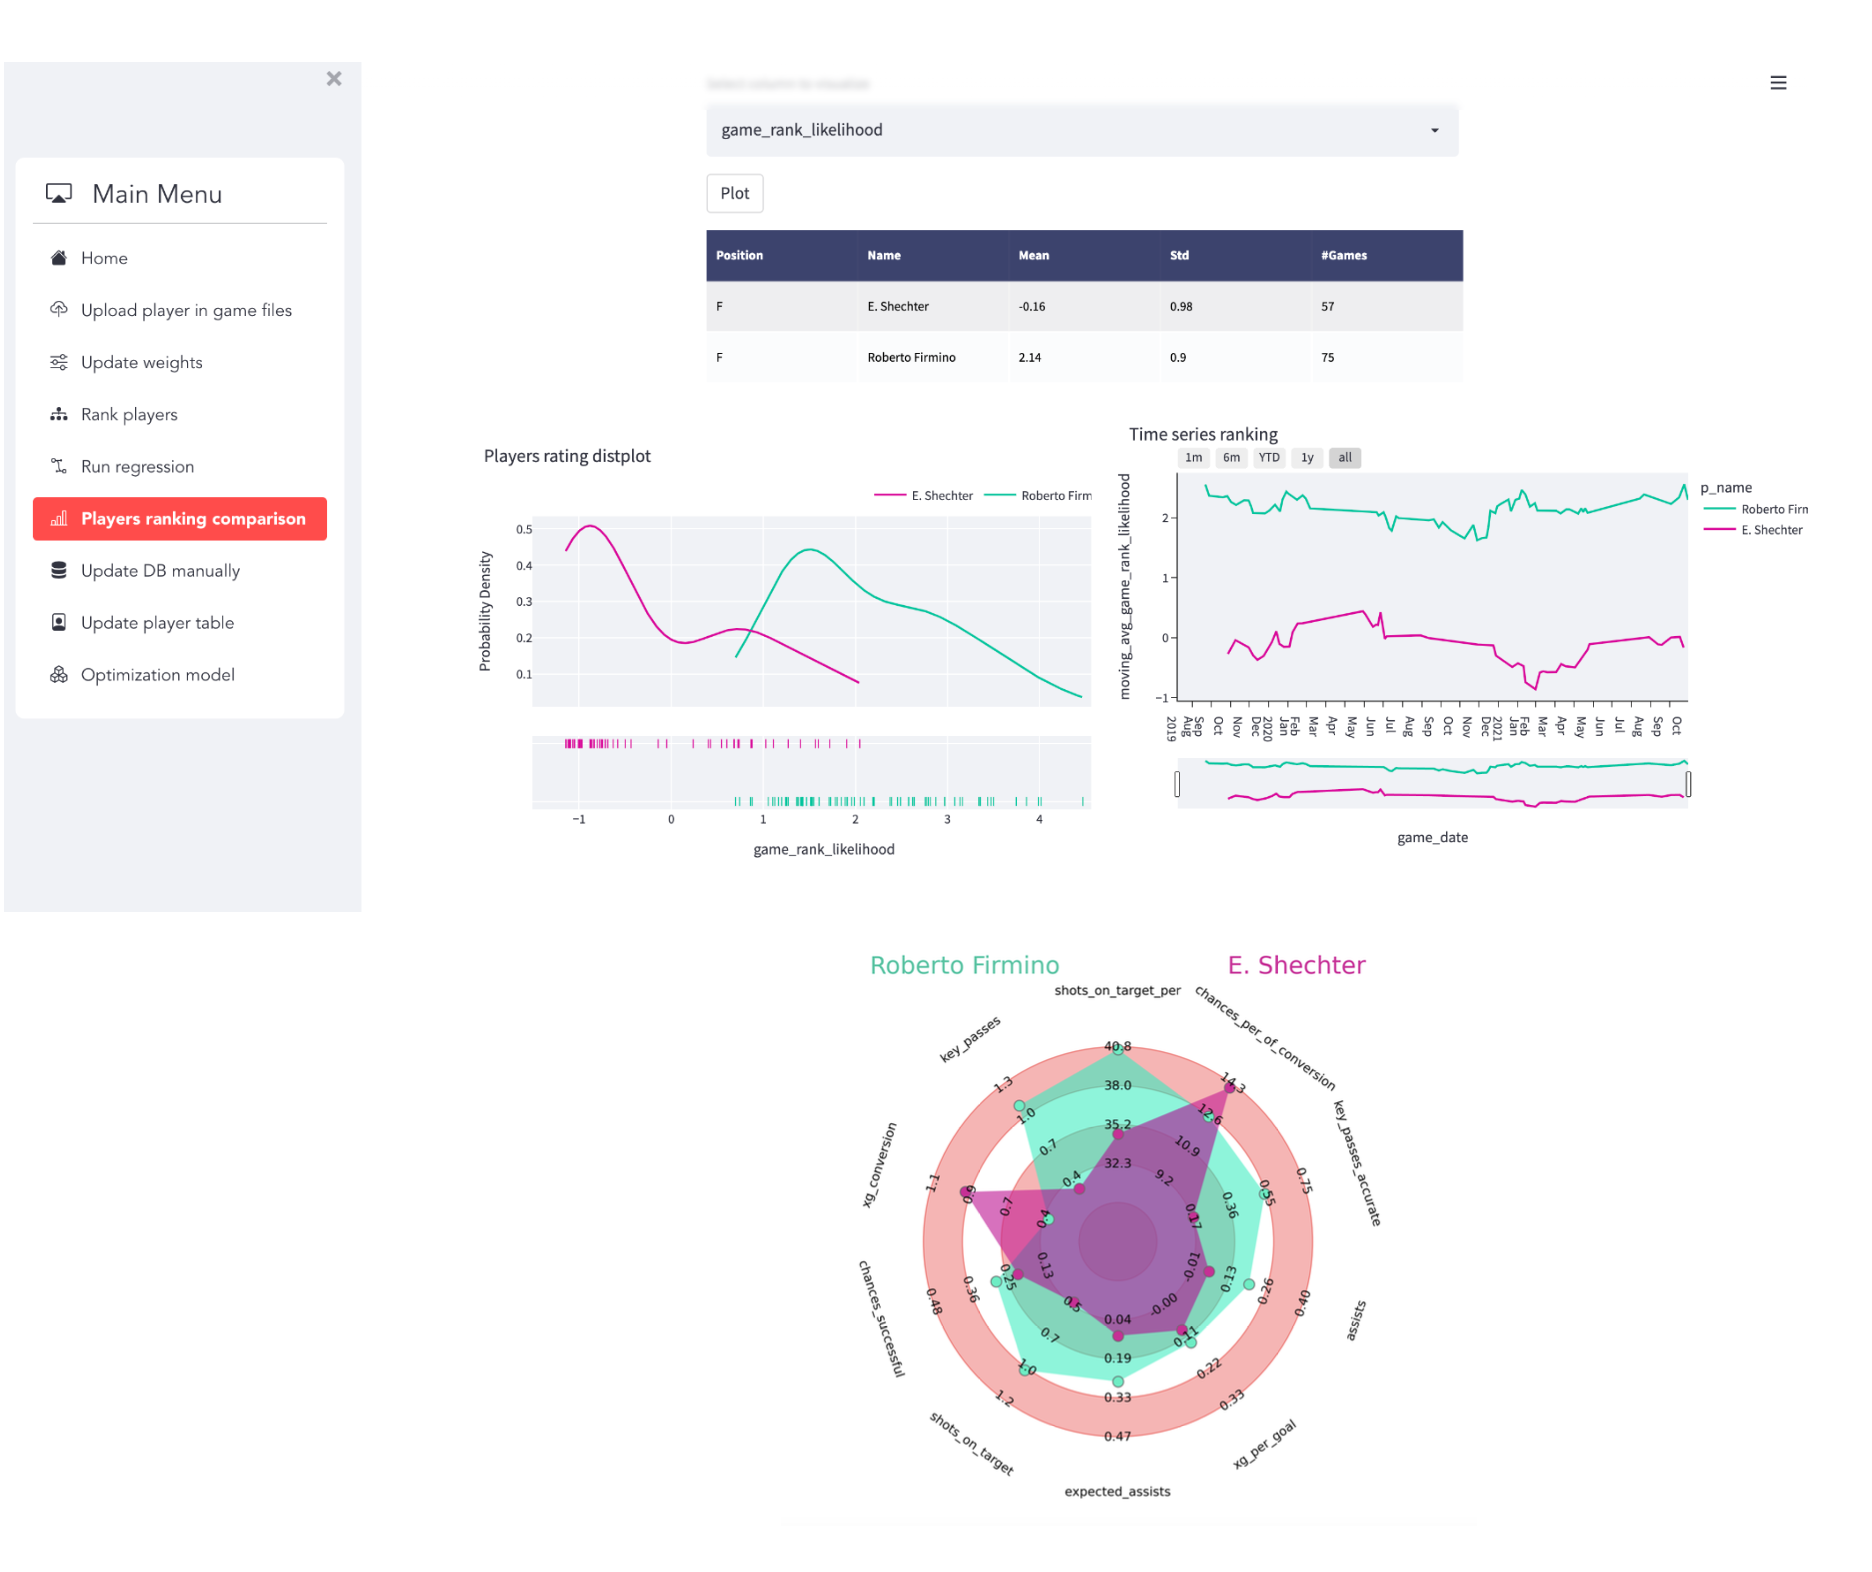 Select column to visualize
game_rank_likelihood
Plot
Main Menu
Home
Upload player in game files
Update weights
Rank players
Run regression
Players ranking comparison
Update DB manually
Update player table
Optimization model
Position Name Mean Std #Games
F E. Shechter -0.16 0.98 57
F Roberto Firmino 2.14 0.9 75
Players rating distplot
E. Shechter Roberto Firm
Probability Density
0.5
0.4
0.3
0.2
0.1
−1 0 1 2 3 4
game_rank_likelihood
Time series ranking
1m 6m YTD 1y all
moving_avg_game_rank_likelihood
2
1
0
−1
p_name
Roberto Firn
E. Shechter
2019 Aug Sep Oct Nov Dec 2020 Jan Feb Mar Apr May Jun Jul Aug Sep Oct Nov Dec 2021 Jan Feb Mar Apr May Jun Jul Aug Sep Oct
game_date
Roberto Firmino E. Shechter
shots_on_target_per
40.8
38.0
35.2
32.3
chances_per_of_conversion
14.3
12.6
10.9
9.2
key_passes_accurate
0.75
0.55
0.36
0.17
assists
0.40
0.26
0.13
-0.01
xg_per_goal
0.33
0.22
0.11
-0.00
expected_assists
0.47
0.33
0.19
0.04
shots_on_target
1.2
1.0
0.7
0.5
chances_successful
0.48
0.36
0.25
0.13
xg_conversion
1.1
0.9
0.7
0.4
key_passes
1.3
1.0
0.7
0.4